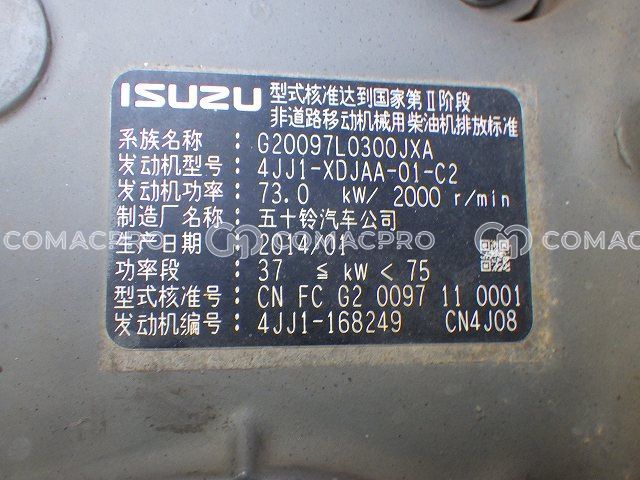 ISUZU 型式核准达到国家第Ⅱ阶段
非道路移动机械用柴油机排放标准
系族名称 : G20097L0300JXA
发动机型号 : 4JJ1-XDJAA-01-C2
发动机功率 : 73.0 kW/ 2000 r/min
制造厂名称 : 五十铃汽车公司
生产日期 : 2014/01
功率段 : 37 ≦ kW < 75
型式核准号 : CN FC G2 0097 11 0001
发动机编号 : 4JJ1-168249 CN4J08
COMACPRO COMACPRO COMACPRO